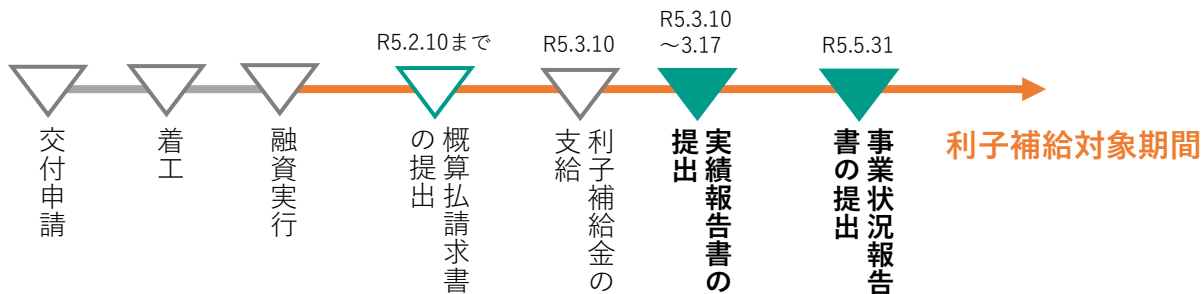 R5.2.10まで
R5.3.10
R5.3.10
～3.17
R5.5.31
交付申請
着工
融資実行
概算払請求書
の提出
利子補給金の
支給
実績報告書の
提出
事業状況報告
書の提出
利子補給対象期間